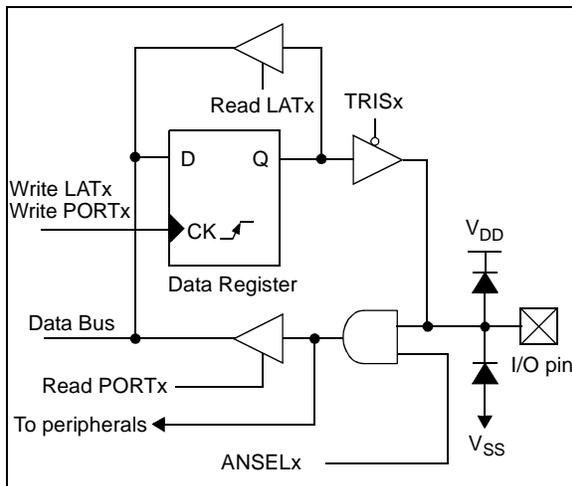 Read LATx
TRISx
D Q
Write LATx
Write PORTx
CK
Data Register
VDD
Data Bus
I/O pin
Read PORTx
To peripherals
VSS
ANSELx